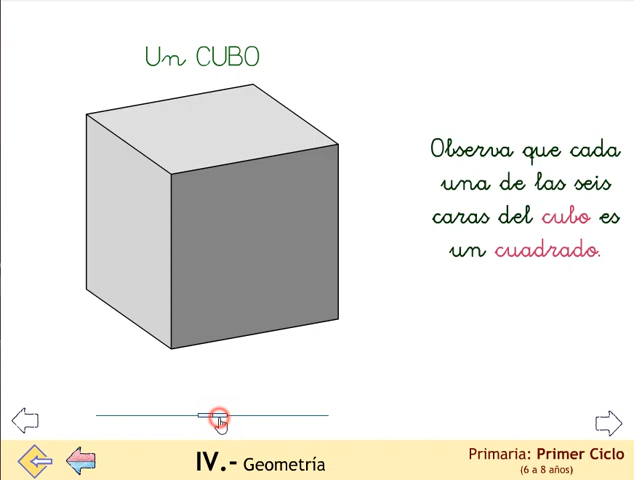 Un CUBO
Observa que cada
una de las seis
caras del cubo es
un cuadrado.
IV.- Geometría
Primaria: Primer Ciclo
(6 a 8 años)